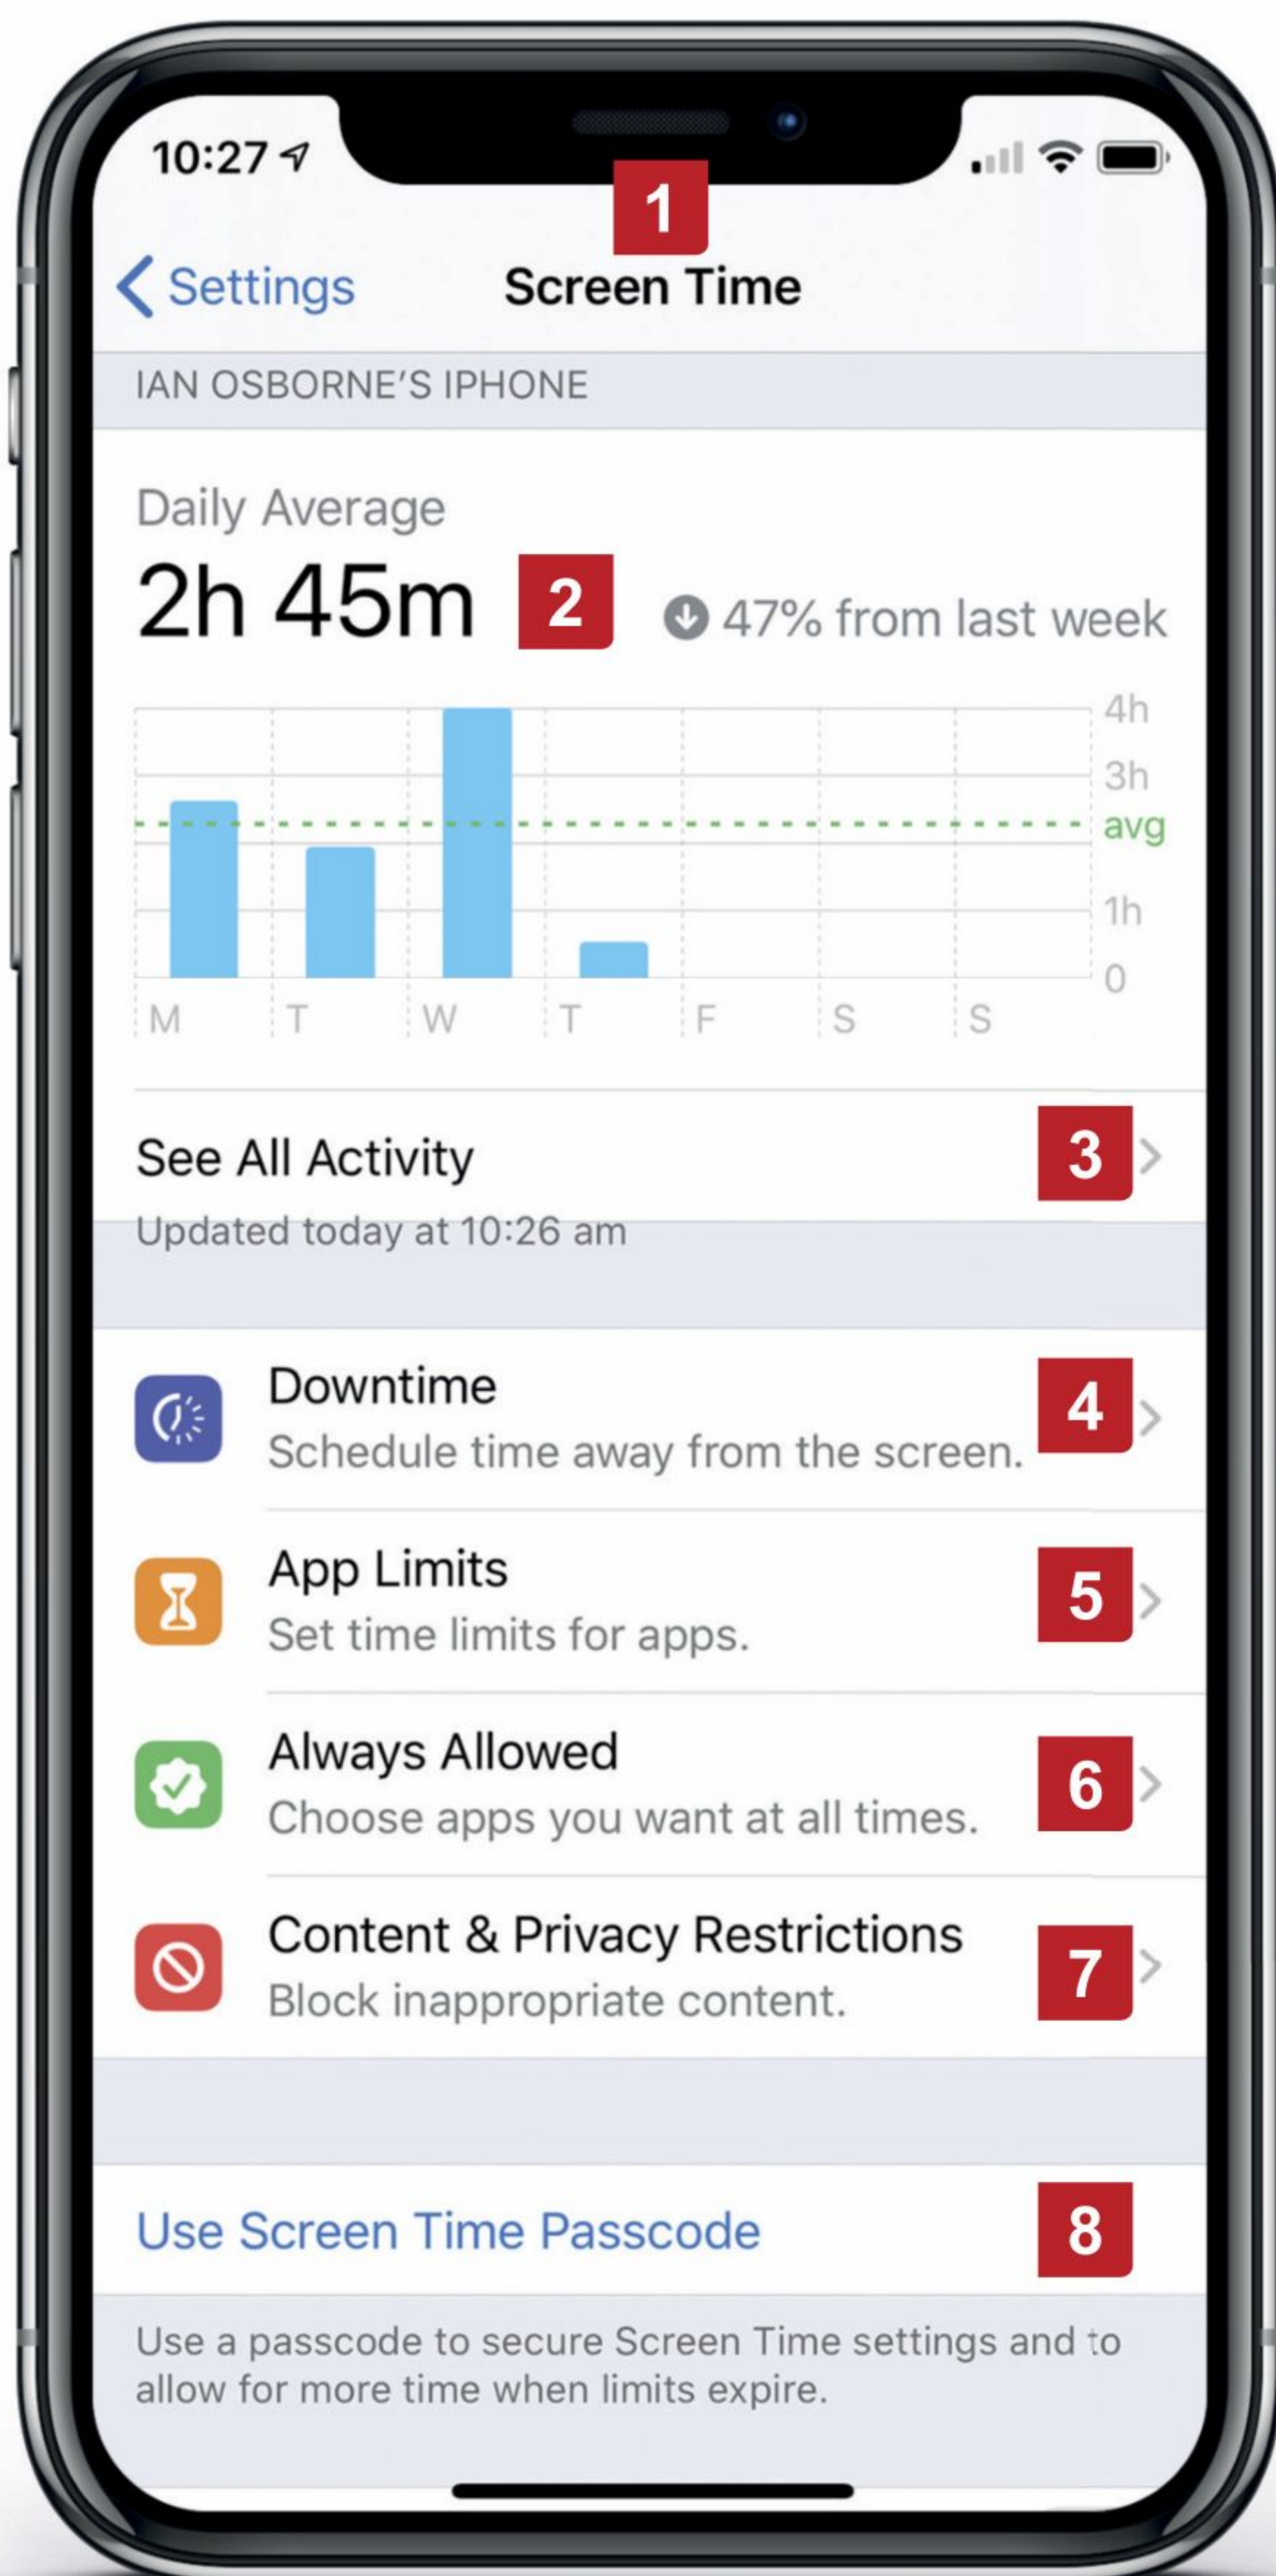 10:27
1
Settings
Screen Time
IAN OSBORNE'S IPHONE
Daily Average
2h 45m
2
47% from last week
4h
3h
avg
1h
0
M T W T F S S
See All Activity
3
Updated today at 10:26 am
Downtime
4
Schedule time away from the screen.
App Limits
5
Set time limits for apps.
Always Allowed
6
Choose apps you want at all times.
Content & Privacy Restrictions
7
Block inappropriate content.
Use Screen Time Passcode
8
Use a passcode to secure Screen Time settings and to
allow for more time when limits expire.